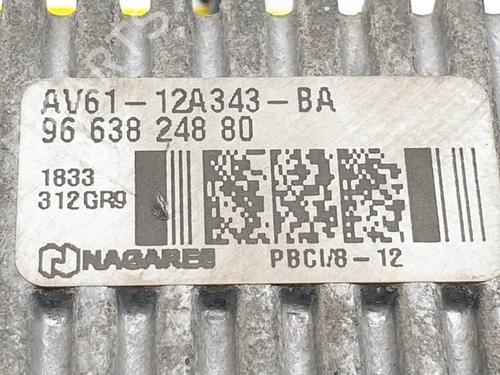 AV61-12A343-BA
96 638 248 80
1833
312GR9
NAGARES PBCI/8-12